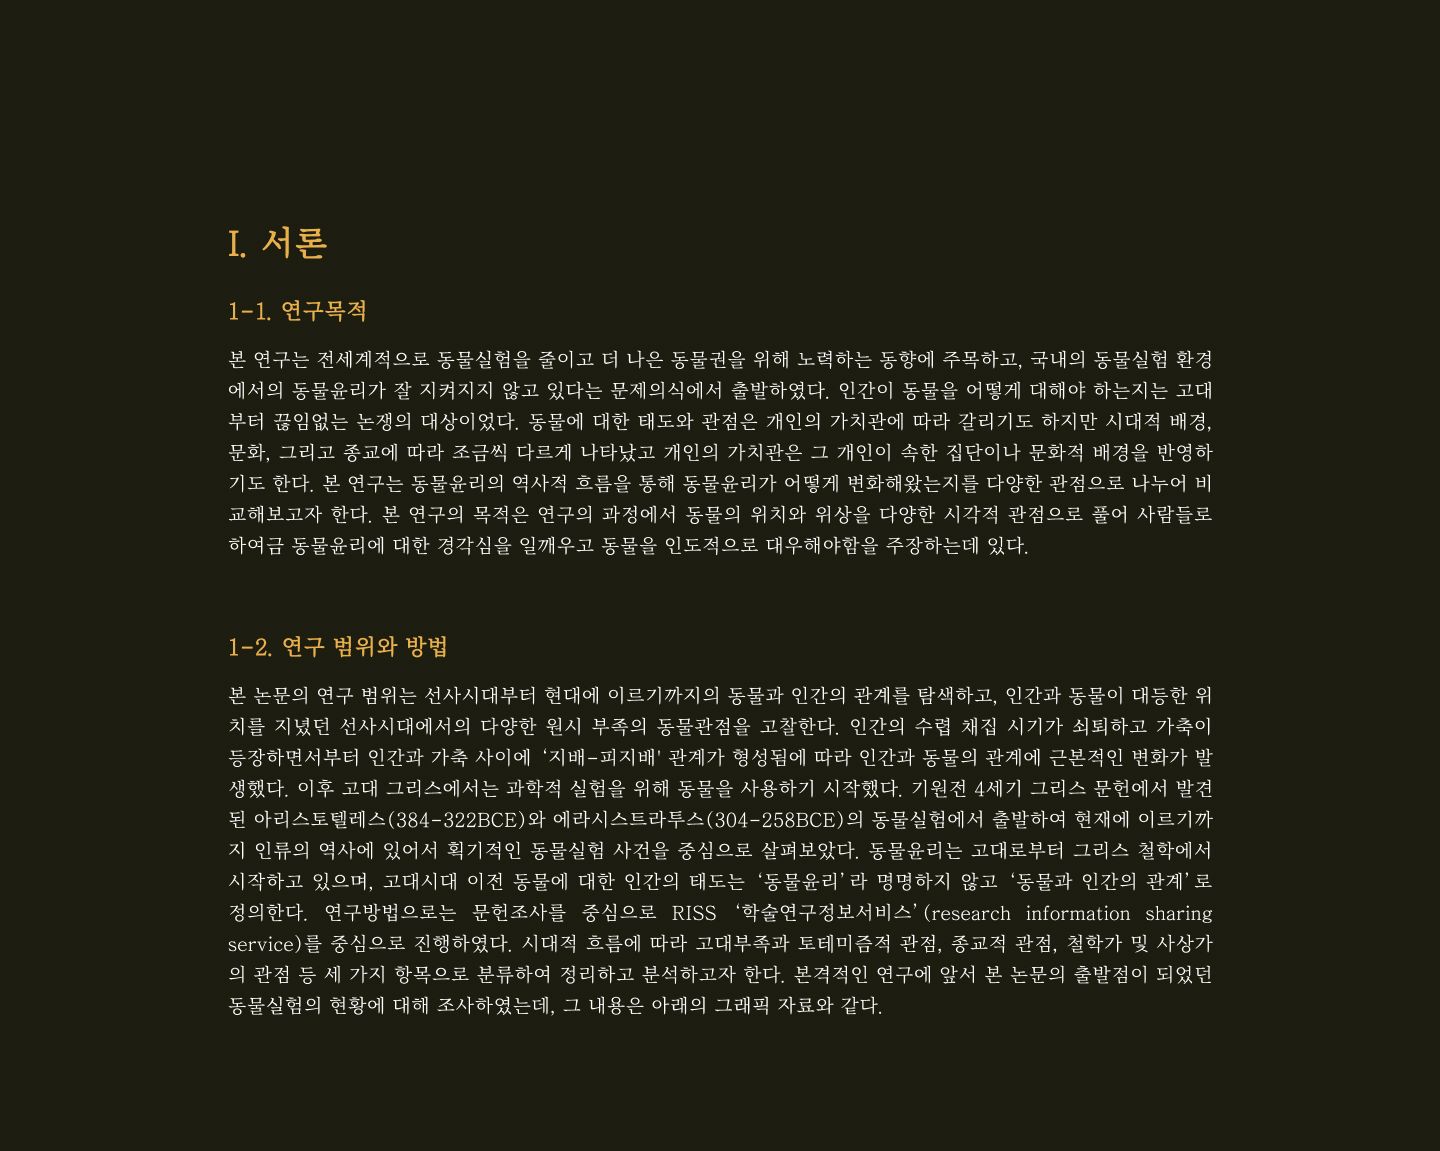 I. 서론
1-1. 연구목적
본 연구는 전세계적으로 동물실험을 줄이고 더 나은 동물권을 위해 노력하는 동향에 주목하고, 국내의 동물실험 환경
에서의 동물윤리가 잘 지켜지지 않고 있다는 문제의식에서 출발하였다. 인간이 동물을 어떻게 대해야 하는지는 고대
부터 끊임없는 논쟁의 대상이었다. 동물에 대한 태도와 관점은 개인의 가치관에 따라 갈리기도 하지만 시대적 배경,
문화, 그리고 종교에 따라 조금씩 다르게 나타났고 개인의 가치관은 그 개인이 속한 집단이나 문화적 배경을 반영하
기도 한다. 본 연구는 동물윤리의 역사적 흐름을 통해 동물윤리가 어떻게 변화해왔는지를 다양한 관점으로 나누어 비
교해보고자 한다. 본 연구의 목적은 연구의 과정에서 동물의 위치와 위상을 다양한 시각적 관점으로 풀어 사람들로
하여금 동물윤리에 대한 경각심을 일깨우고 동물을 인도적으로 대우해야함을 주장하는데 있다.
1-2. 연구 범위와 방법
본 논문의 연구 범위는 선사시대부터 현대에 이르기까지의 동물과 인간의 관계를 탐색하고, 인간과 동물이 대등한 위
치를 지녔던 선사시대에서의 다양한 원시 부족의 동물관점을 고찰한다. 인간의 수렵 채집 시기가 쇠퇴하고 가축이
등장하면서부터 인간과 가축 사이에 ‘지배-피지배' 관계가 형성됨에 따라 인간과 동물의 관계에 근본적인 변화가 발
생했다. 이후 고대 그리스에서는 과학적 실험을 위해 동물을 사용하기 시작했다. 기원전 4세기 그리스 문헌에서 발견
된 아리스토텔레스(384-322BCE)와 에라시스트라투스(304-258BCE)의 동물실험에서 출발하여 현재에 이르기까
지 인류의 역사에 있어서 획기적인 동물실험 사건을 중심으로 살펴보았다. 동물윤리는 고대로부터 그리스 철학에서
시작하고 있으며, 고대시대 이전 동물에 대한 인간의 태도는 ‘동물윤리’라 명명하지 않고 ‘동물과 인간의 관계’로
정의한다. 연구방법으로는 문헌조사를 중심으로 RISS ‘학술연구정보서비스’(research information sharing
service)를 중심으로 진행하였다. 시대적 흐름에 따라 고대부족과 토테미즘적 관점, 종교적 관점, 철학가 및 사상가
의 관점 등 세 가지 항목으로 분류하여 정리하고 분석하고자 한다. 본격적인 연구에 앞서 본 논문의 출발점이 되었던
동물실험의 현황에 대해 조사하였는데, 그 내용은 아래의 그래픽 자료와 같다.